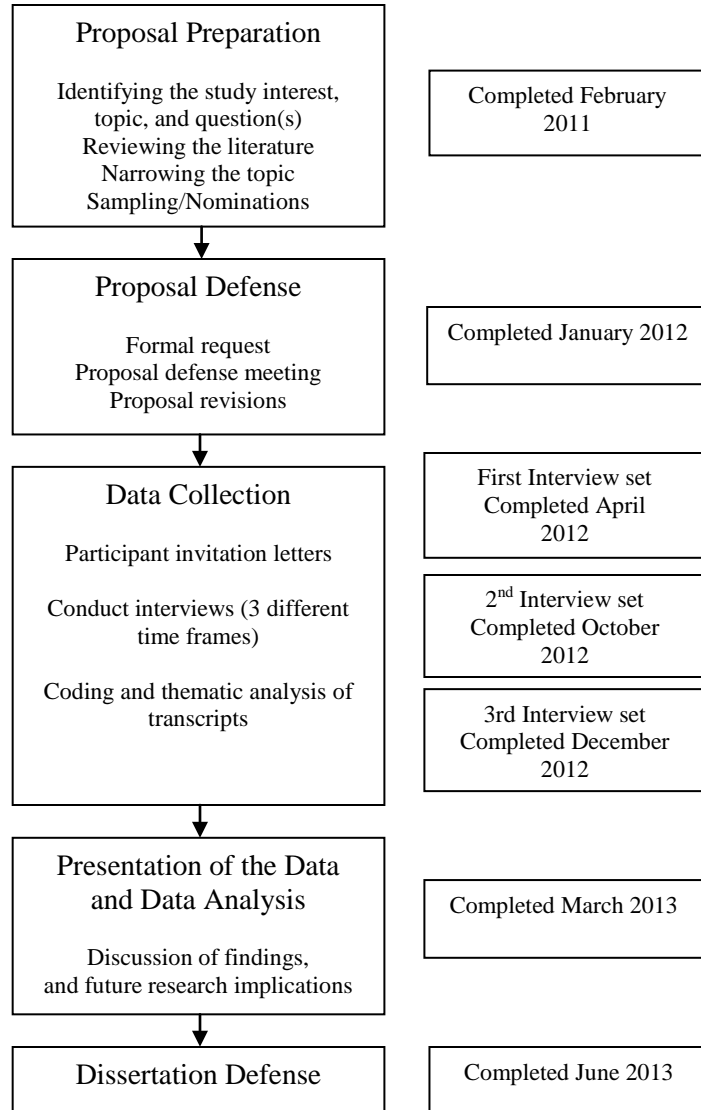 Proposal Preparation
Identifying the study interest,
topic, and question(s)
Reviewing the literature
Narrowing the topic
Sampling/Nominations
Completed February
2011
Proposal Defense
Formal request
Proposal defense meeting
Proposal revisions
Completed January 2012
Data Collection
Participant invitation letters
Conduct interviews (3 different
time frames)
Coding and thematic analysis of
transcripts
First Interview set
Completed April
2012
2nd Interview set
Completed October
2012
3rd Interview set
Completed December
2012
Presentation of the Data
and Data Analysis
Discussion of findings,
and future research implications
Completed March 2013
Dissertation Defense
Completed June 2013